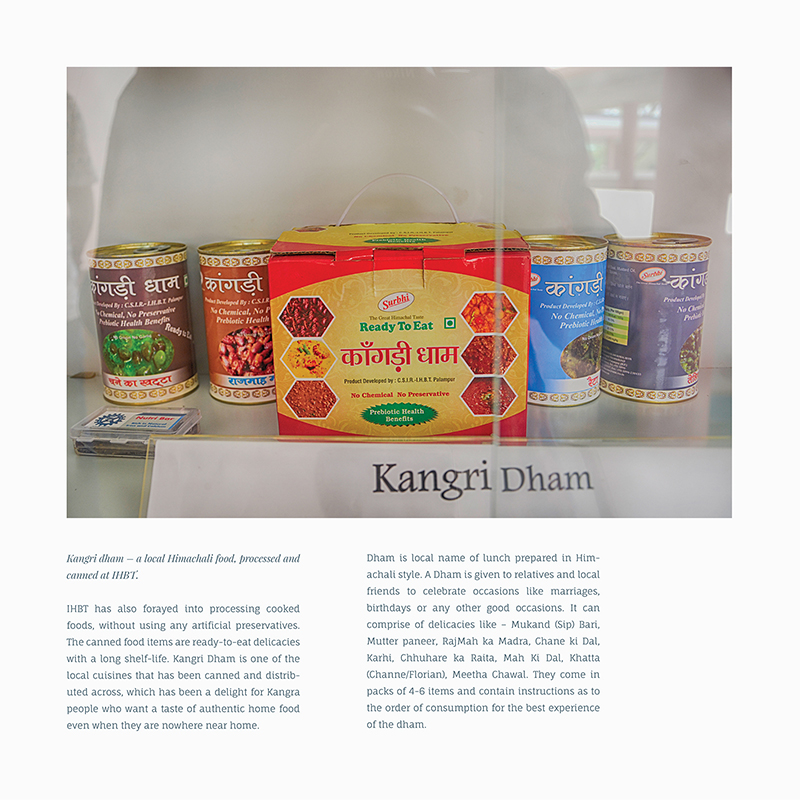 कांगड़ी धाम
Product Developed By : C.S.I.R.-I.H.B.T. Palampur
No Chemical, No Preservative
Prebiotic Health Benefits
Ready to Eat
चने का खट्टा
कांगड़ी
Product Developed By : C.S.I.R.
No Chemical, No P
Prebiotic Health
राजमाह म
Nutri Bar
Surbhi
The Great Himachal Taste
Ready To Eat
काँगड़ी धाम
Product Developed by : C.S.I.R.-I.H.B.T. Palampur
No Chemical No Preservative
Prebiotic Health
Benefits
कांगड़ी
Product Developed By : C.S.I.R.
No Chemical, No
Prebiotic
Surbhi
कांग
Product Deve
No Che
Preb
Kangri Dham
Kangri dham – a local Himachali food, processed and
canned at IHBT.
IHBT has also forayed into processing cooked
foods, without using any artificial preservatives.
The canned food items are ready-to-eat delicacies
with a long shelf-life. Kangri Dham is one of the
local cuisines that has been canned and distrib-
uted across, which has been a delight for Kangra
people who want a taste of authentic home food
even when they are nowhere near home.
Dham is local name of lunch prepared in Him-
achali style. A Dham is given to relatives and local
friends to celebrate occasions like marriages,
birthdays or any other good occasions. It can
comprise of delicacies like – Mukand (Sip) Bari,
Mutter paneer, RajMah ka Madra, Chane ki Dal,
Karhi, Chhuhare ka Raita, Mah Ki Dal, Khatta
(Channe/Florian), Meetha Chawal. They come in
packs of 4-6 items and contain instructions as to
the order of consumption for the best experience
of the dham.